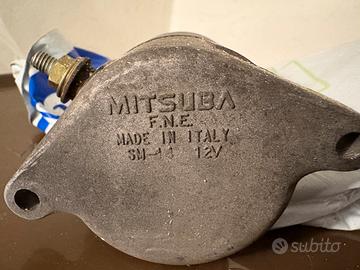 MITSUBA
F.N.E.
MADE IN ITALY
SM-14 12V
subito